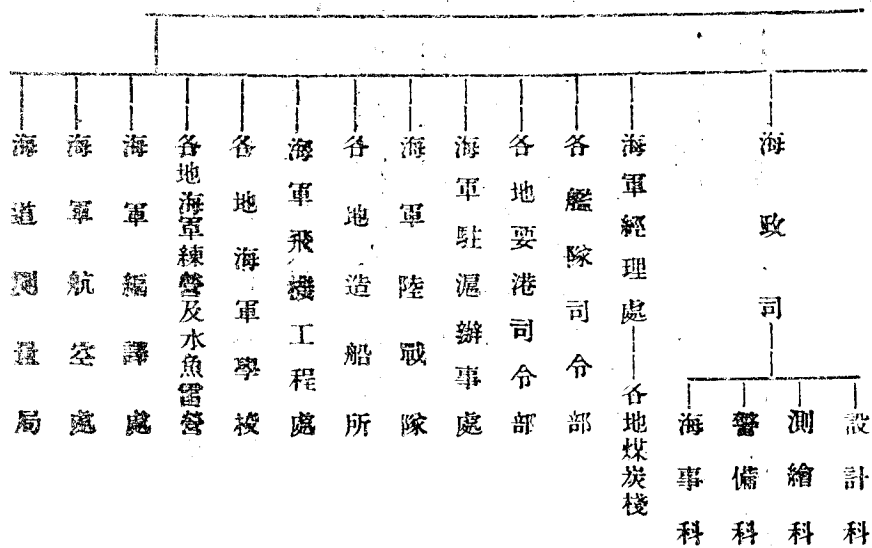 海政司
設計科
測繪科
警備科
海事科
海軍經理處
各地煤炭棧
各艦隊司令部
各地要港司令部
海軍駐滬辦事處
海軍陸戰隊
各地造船所
海軍飛機工程處
各地海軍學校
各地海軍練營及水魚雷營
海軍編譯處
海軍航空處
海道測量局